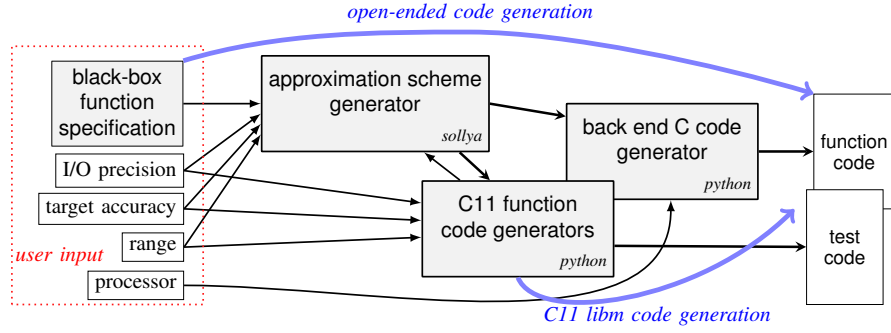 open-ended code generation
black-box
function
specification
I/O precision
target accuracy
range
user input
processor
approximation scheme
generator
sollya
C11 function
code generators
python
back end C code
generator
python
function
code
test
code
C11 libm code generation